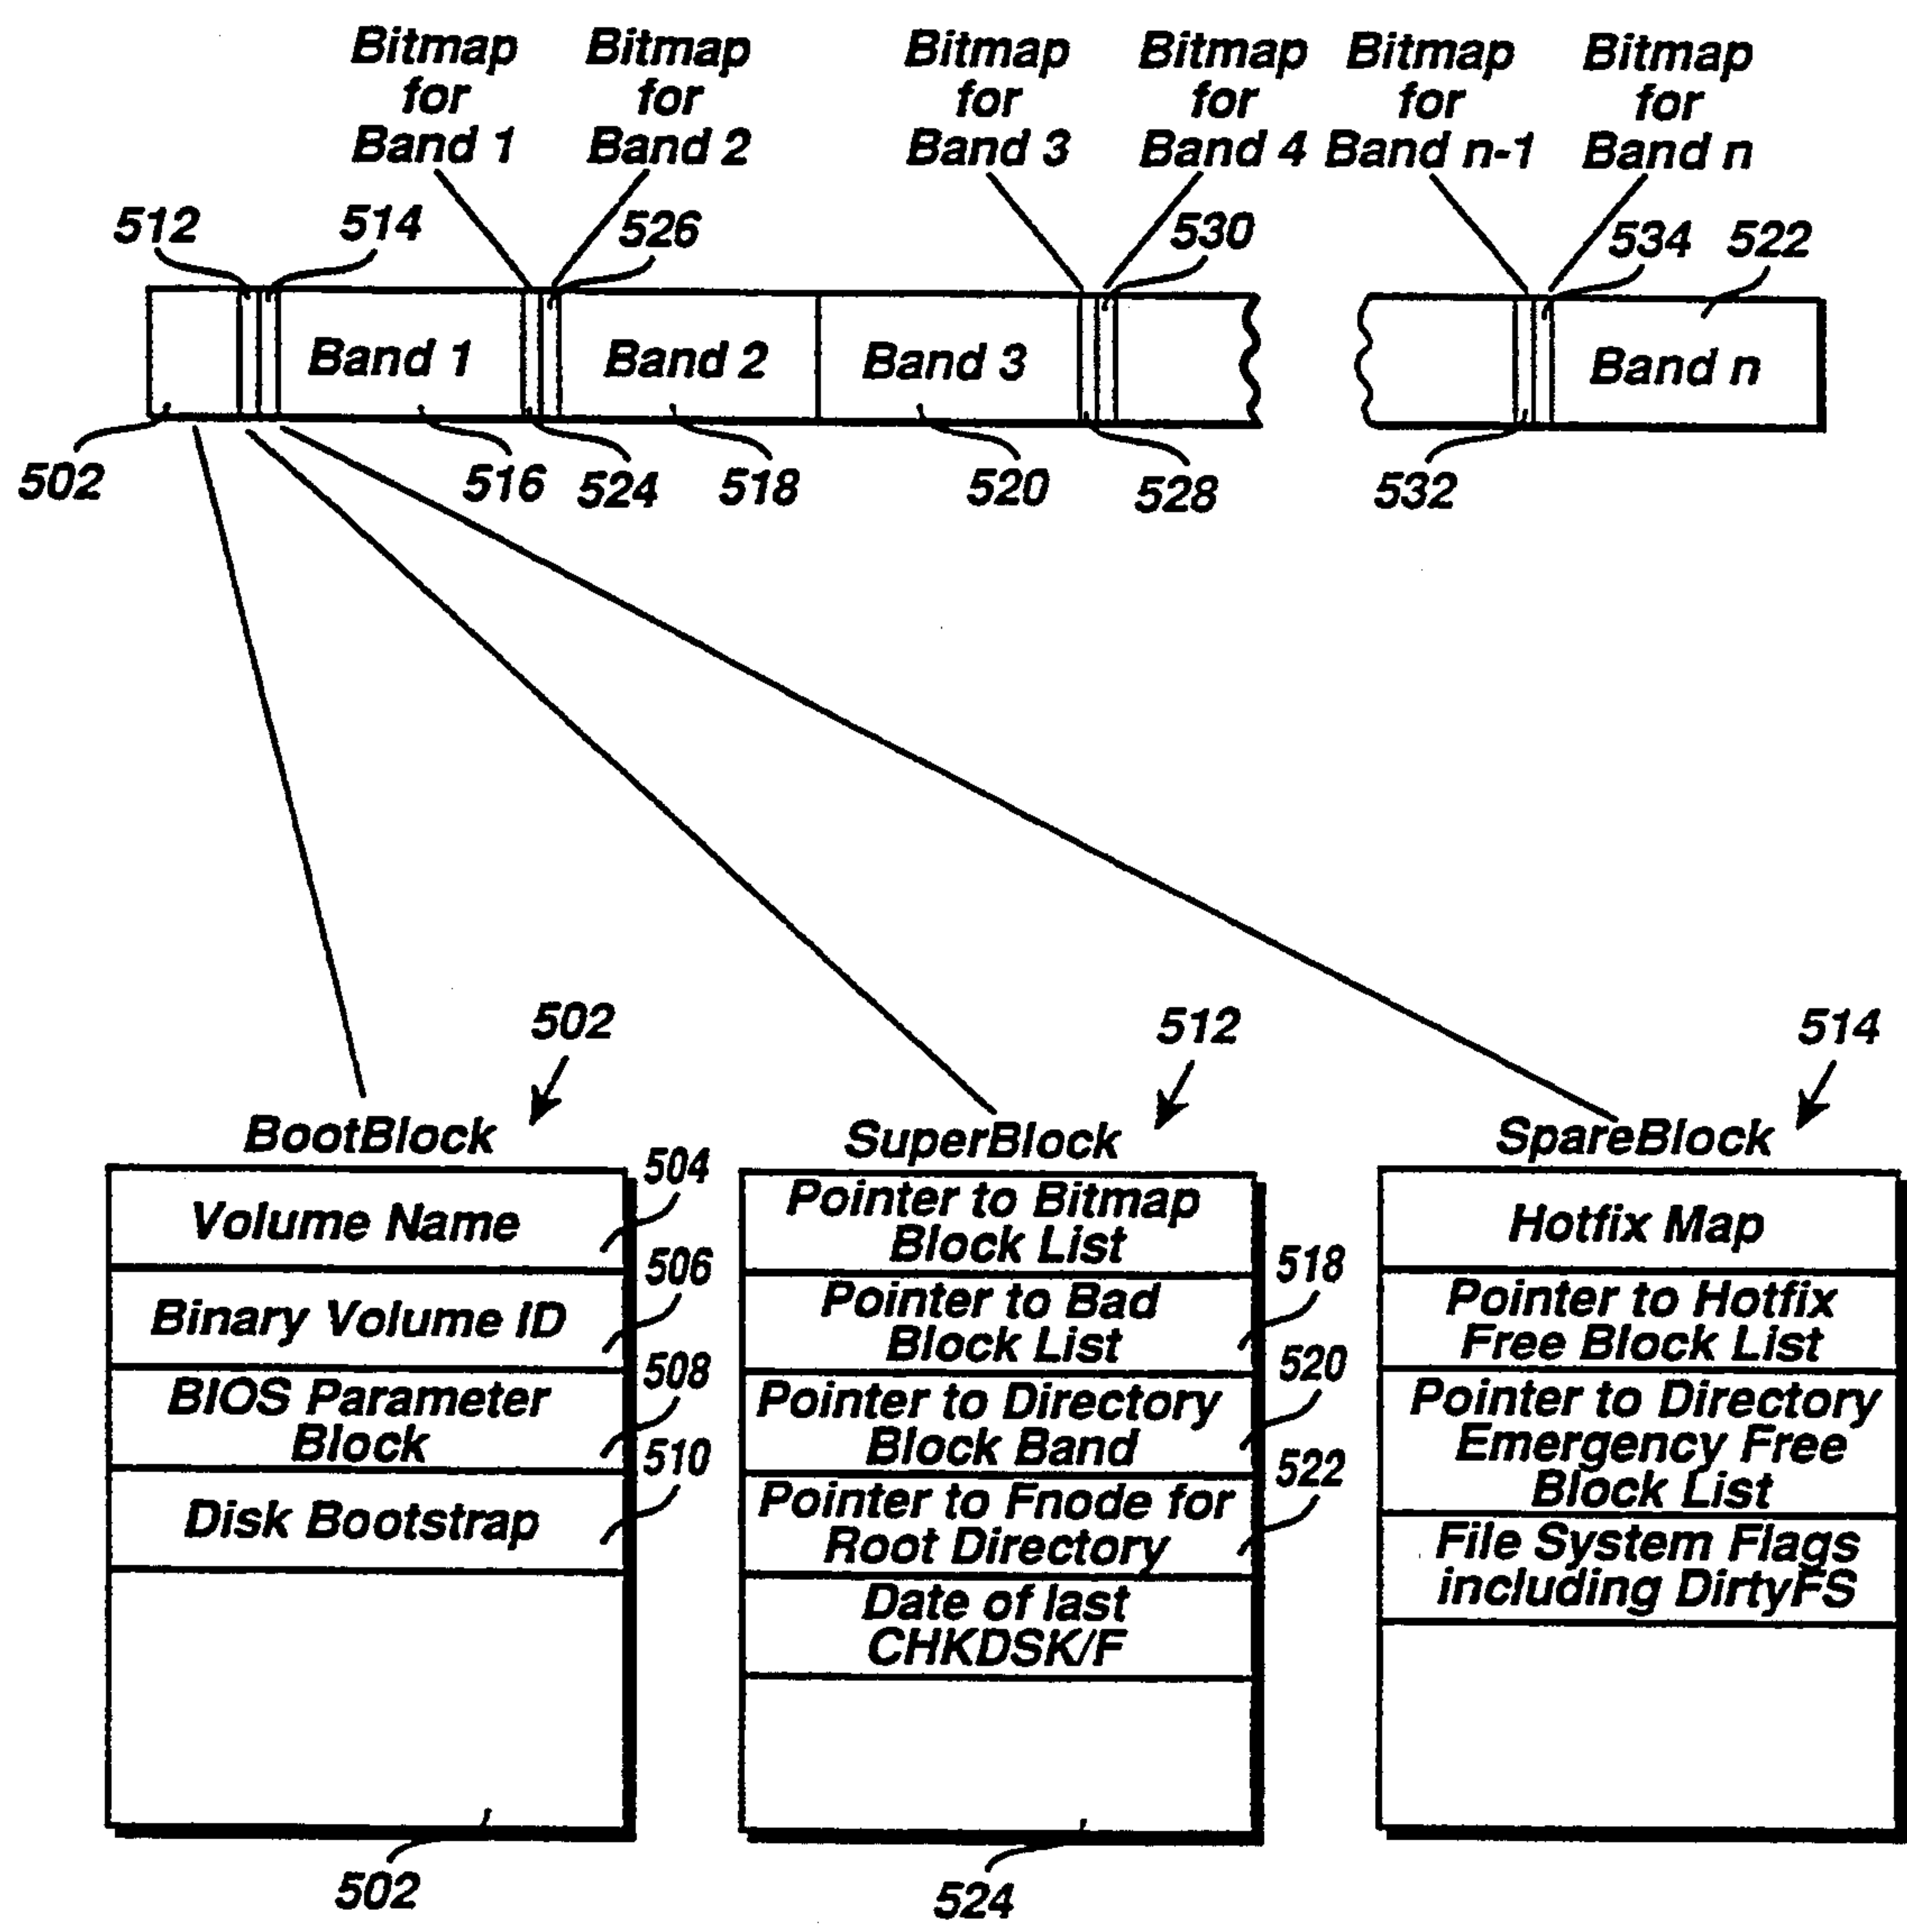 Bitmap for Band 1
Bitmap for Band 2
Bitmap for Band 3
Bitmap for Band 4
Bitmap for Band n-1
Bitmap for Band n
512
514
526
530
534
522
Band 1
Band 2
Band 3
Band n
502
516
524
518
520
528
532
502
BootBlock
504
Volume Name
506
Binary Volume ID
508
BIOS Parameter
Block
510
Disk Bootstrap
502
512
SuperBlock
Pointer to Bitmap
Block List
518
Pointer to Bad
Block List
520
Pointer to Directory
Block Band
522
Pointer to Fnode for
Root Directory
Date of last
CHKDSK/F
524
514
SpareBlock
Hotfix Map
Pointer to Hotfix
Free Block List
Pointer to Directory
Emergency Free
Block List
File System Flags
including DirtyFS